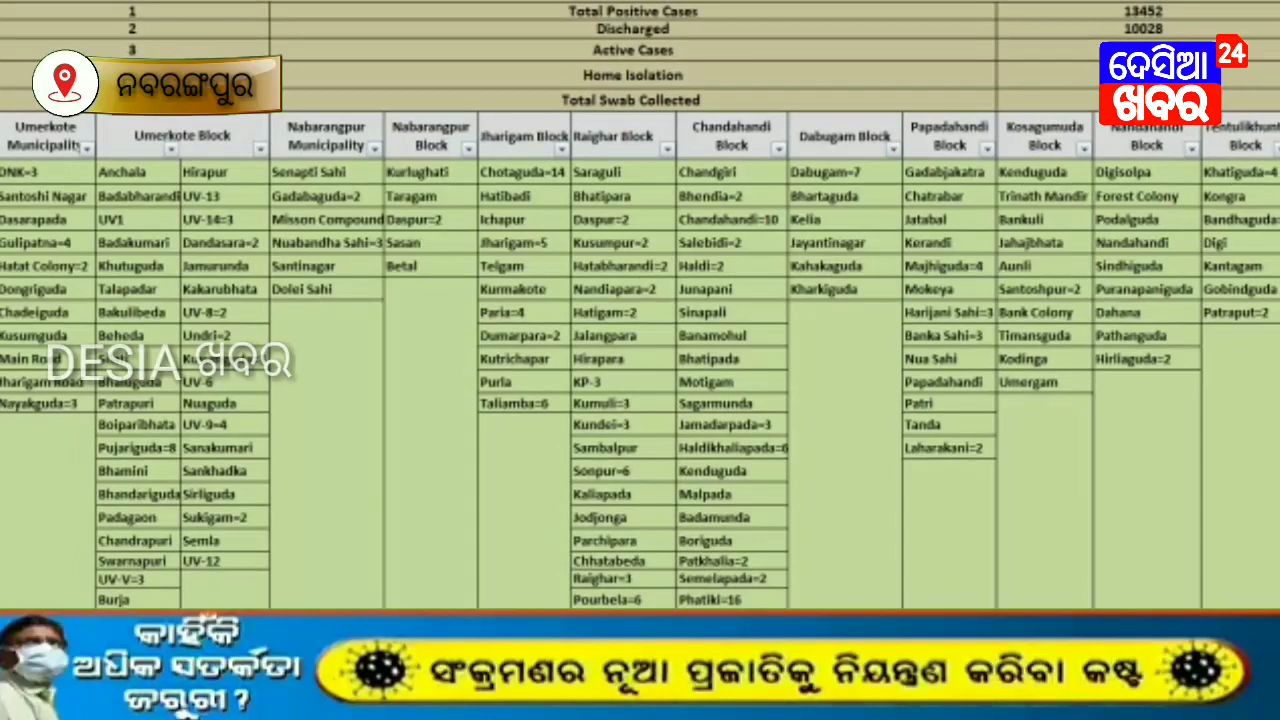 1 Total Positive Cases 13452
2 Discharged 10028
3 Active Cases
Home Isolation
Total Swab Collected
ନବରଙ୍ଗପୁର
ଦେସିଆ 24
ଖବର
Umerkote Municipality Umerkote Block Nabarangpur Municipality Nabarangpur Block Jharigam Block Raighar Block Chandahandi Block Dabugam Block Papadahandi Block Kosagumuda Block Nandahandi Block Tentulikhunti Block
DNK=3 Anchala Hirapur Senapti Sahi Kurlughati Chotaguda=14 Saraguli Chandgiri Dabugam=7 Gadabjakatra Kenduguda Digisolpa Khatiguda=4
Santoshi Nagar Badabharandi UV-13 Gadabaguda=2 Taragam Hatibadi Bhatipara Bhendia=2 Bhartaguda Chatrabar Trinath Mandir Forest Colony Kongra
Dasarapada UV1 UV-14=3 Misson Compound Daspur=2 Ichapur Daspur=2 Chandahandi=10 Kelia Jatabal Bankuli Podalguda Bandhaguda=
Gulipatna=4 Badakumari Dandasara=2 Nuabandha Sahi=3 Sasan Jharigam=5 Kusumpur=2 Salebidi=2 Jayantinagar Kerandi Jahajbhata Nandahandi Digi
Hatat Colony=2 Khutuguda Jamurunda Santinagar Betal Telgam Hatabharandi=2 Haldi=2 Kahakaguda Majhiguda=4 Aunli Sindhiguda Kantagam
Dongriguda Talapadar Kakarubhata Dolei Sahi Kurmakote Nandiapara=2 Junapani Kharkiguda Mokeya Santoshpur=2 Puranapaniguda Gobindguda
Chadeiguda Bakulibeda UV-8=2 Paria=4 Hatigam=2 Sinapali Harijani Sahi=3 Bank Colony Dahana Patraput=2
Kusumguda Beheda Undri=2 Dumarpara=2 Jalangpara Banamohul Banka Sahi=3 Timansguda Pathanguda
Main Road Kutrichapar Hirapara Bhatipada Nua Sahi Kodinga Hirliaguda=2
DESIA ଖବର
Jharigam Road Bhataguda UV-6 Purla KP-3 Motigam Papadahandi Umergam
Nayakguda=3 Patrapuri Nuaguda Taliamba=6 Kumuli=3 Sagarmunda Patri
Boiparibhata UV-9=4 Kundei=3 Jamadarpada=3 Tanda
Pujariguda=8 Sanakumari Sambalpur Haldikhaliapada=6 Laharakani=2
Bhamini Sankhadka Sonpur=6 Kenduguda
Bhandariguda Sirliguda Kaliapada Malpada
Padagaon Sukigam=2 Jodjonga Badamunda
Chandrapuri Semla Parchipara Boriguda
Swarnapuri UV-12 Chhatabeda Patkhalia=2
UV-V=3 Raighar=3 Semelapada=2
Burja Pourbela=6 Phatiki=16
କାହିଁକି
ଅଧିକ ସତର୍କତା
ଜରୁରୀ ?
ସଂକ୍ରମଣର ନୂଆ ପ୍ରଜାତିକୁ ନିୟନ୍ତ୍ରଣ କରିବା କଷ୍ଟ